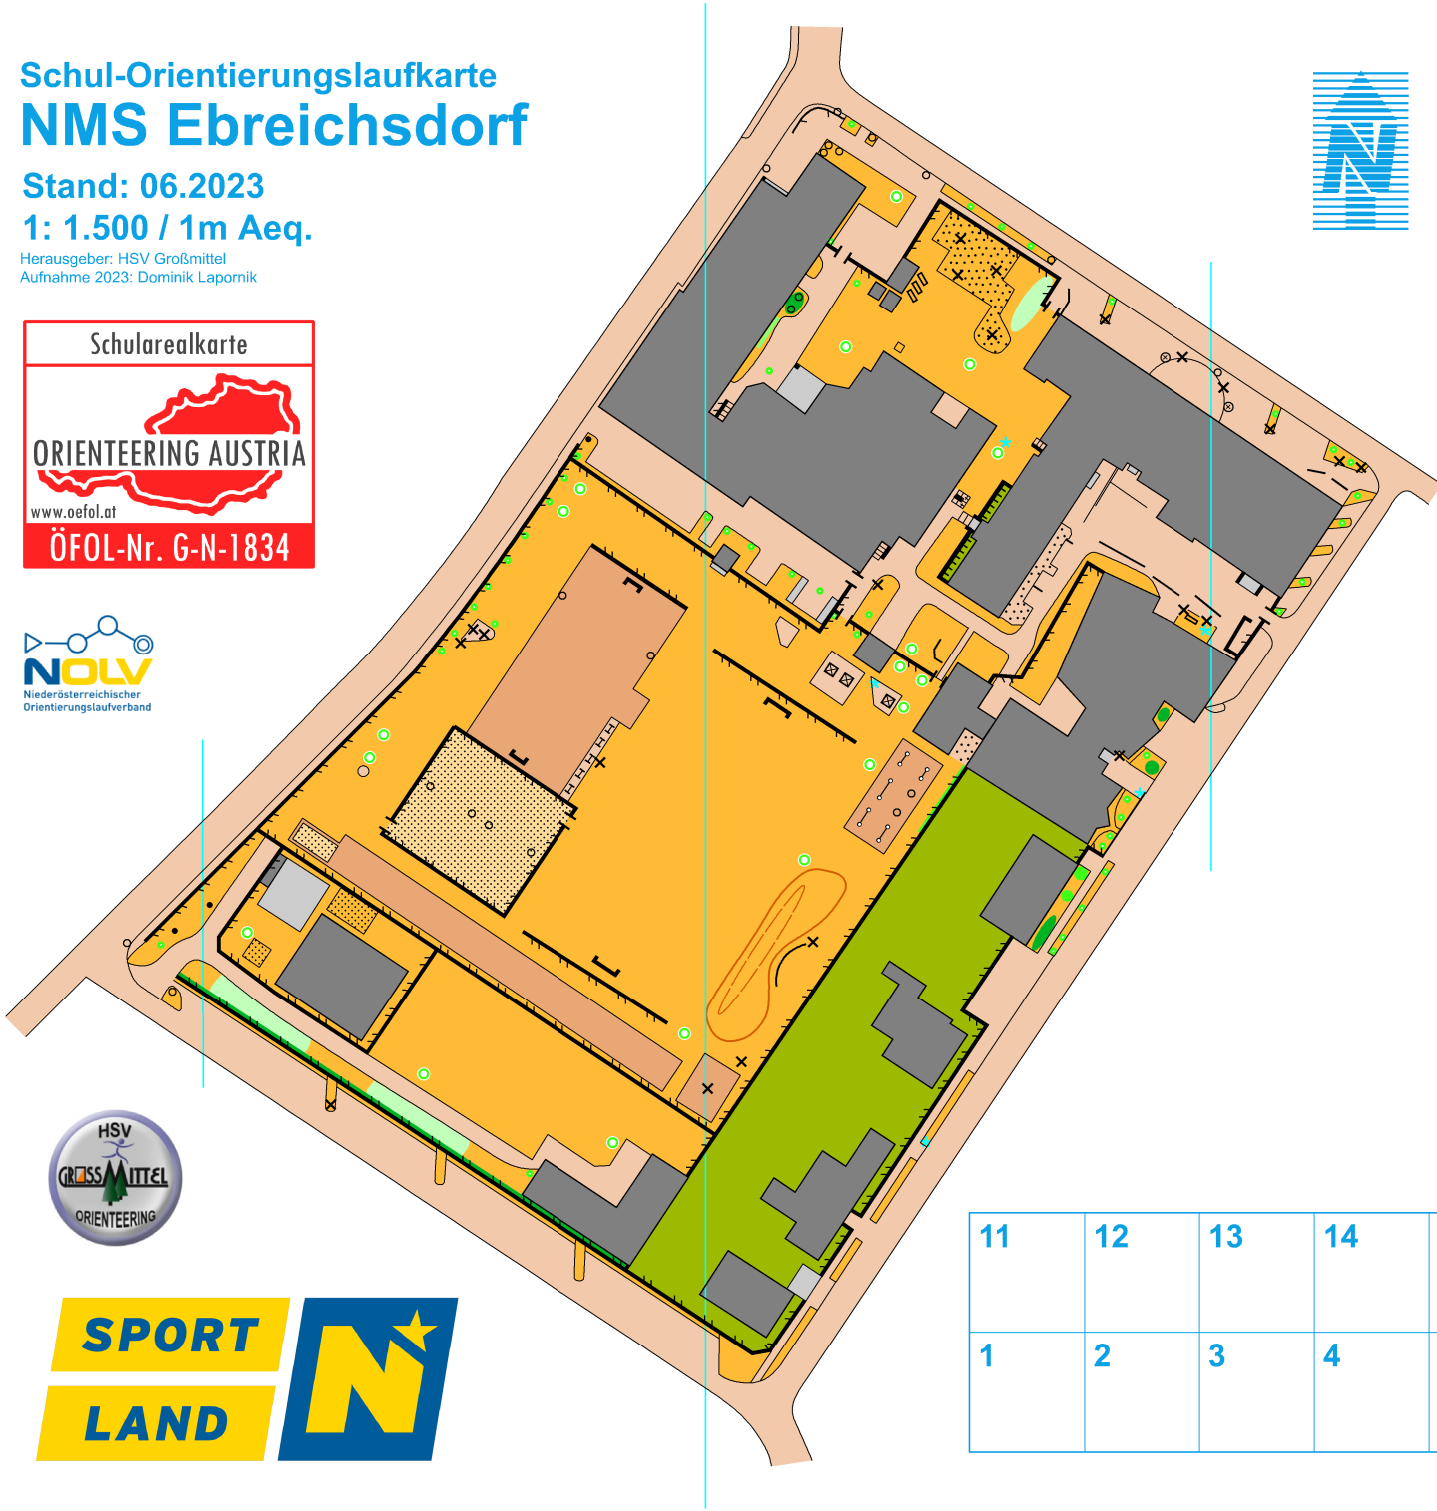 Schul-Orientierungslaufkarte
NMS Ebreichsdorf
Stand: 06.2023
1: 1.500 / 1m Aeq.
Herausgeber: HSV Großmittel
Aufnahme 2023: Dominik Lapornik
N
Schularealkarte
ORIENTEERING AUSTRIA
www.oefol.at
ÖFOL-Nr. G-N-1834
NOLV
Niederösterreichischer
Orientierungslaufverband
HSV
GROSSMITTEL
ORIENTEERING
SPORT
LAND
N
11 12 13 14
1 2 3 4